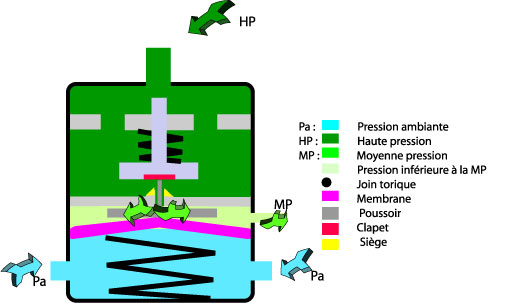 HP
Pa : Pression ambiante
HP : Haute pression
MP : Moyenne pression
Pression inférieure à la MP
Join torique
Membrane
Poussoir
Clapet
Siège
MP
Pa
Pa